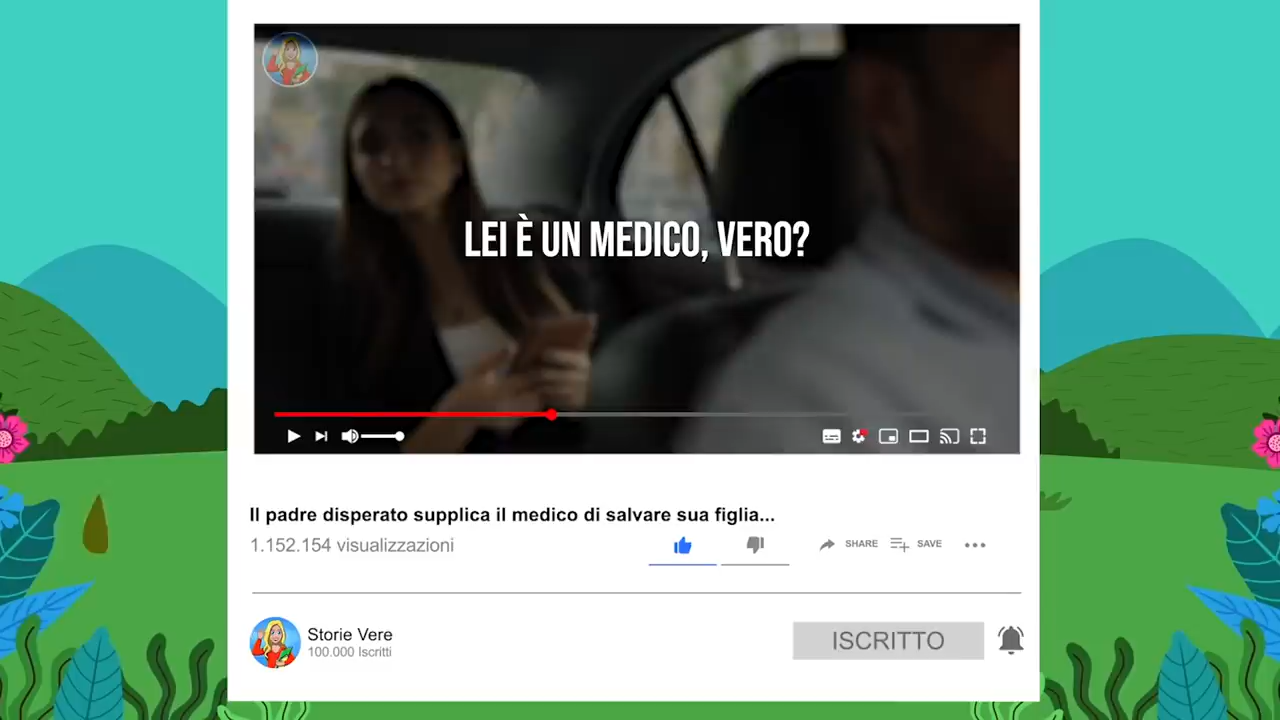 LEI È UN MEDICO, VERO?
Il padre disperato supplica il medico di salvare sua figlia...
1.152.154 visualizzazioni
SHARE
SAVE
Storie Vere
100.000 Iscritti
ISCRITTO